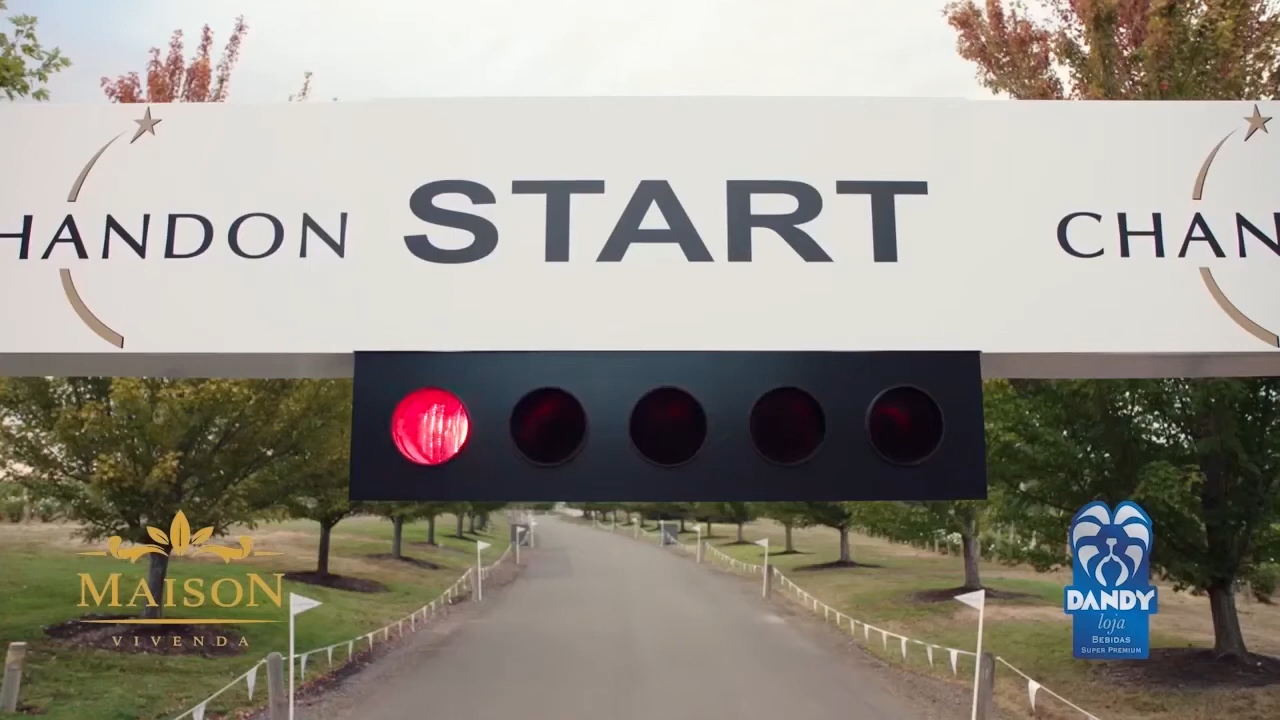 HANDON START CHAN
MAISON
VIVENDA
DANDY
loja
BEBIDAS
SUPER PREMIUM